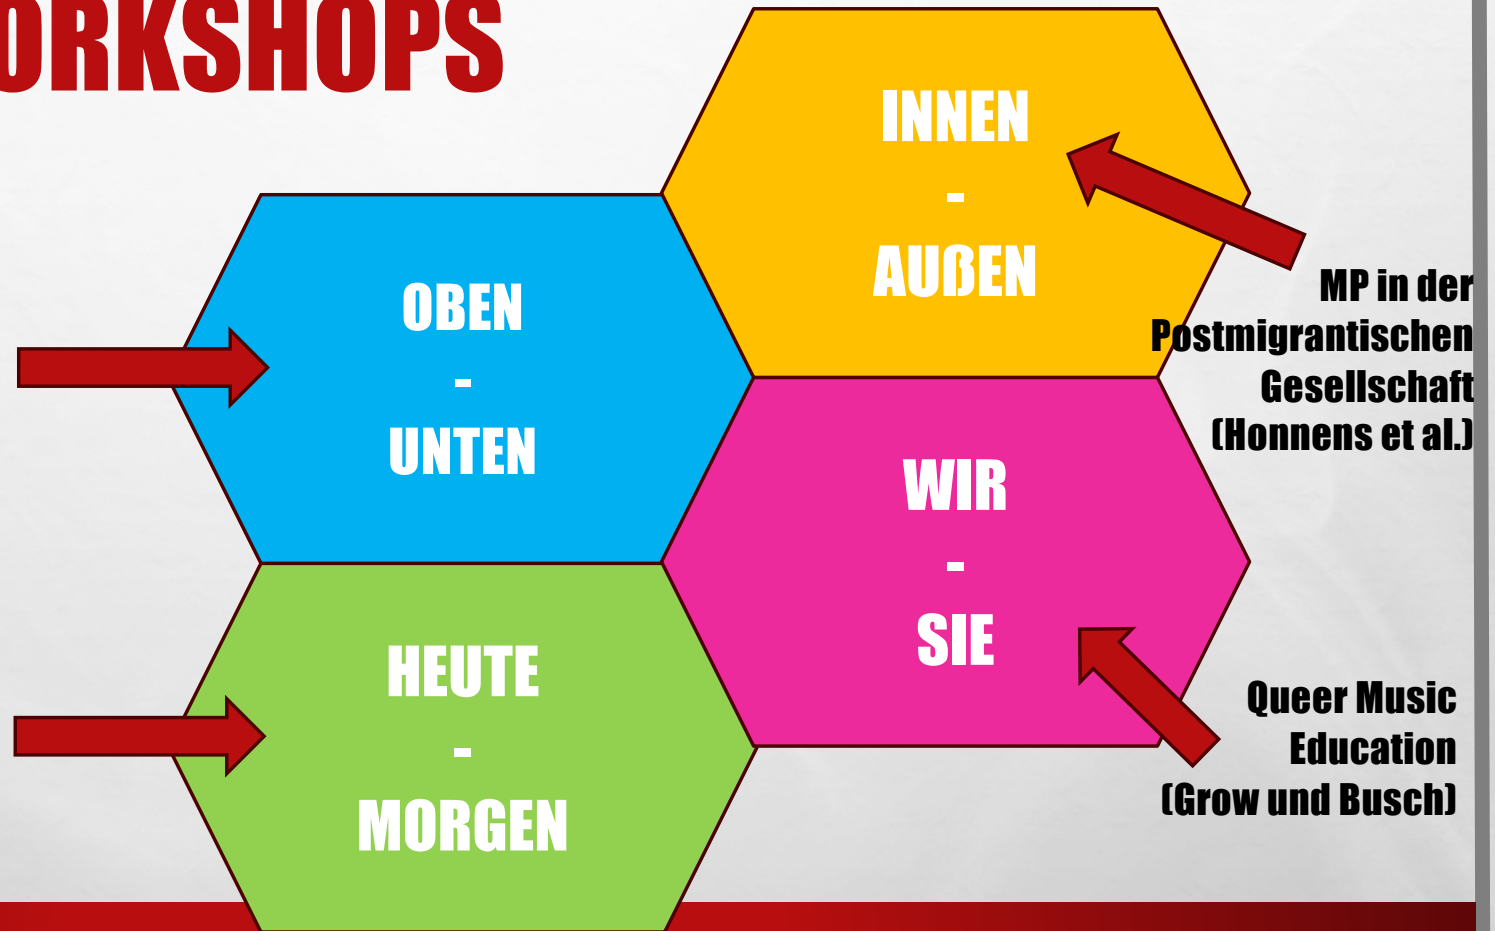 ORKSHOPS
INNEN
-
AUßEN
OBEN
-
UNTEN
MP in der
Postmigrantischen
Gesellschaft
(Honnens et al.)
WIR
-
SIE
HEUTE
-
MORGEN
Queer Music
Education
(Grow und Busch)